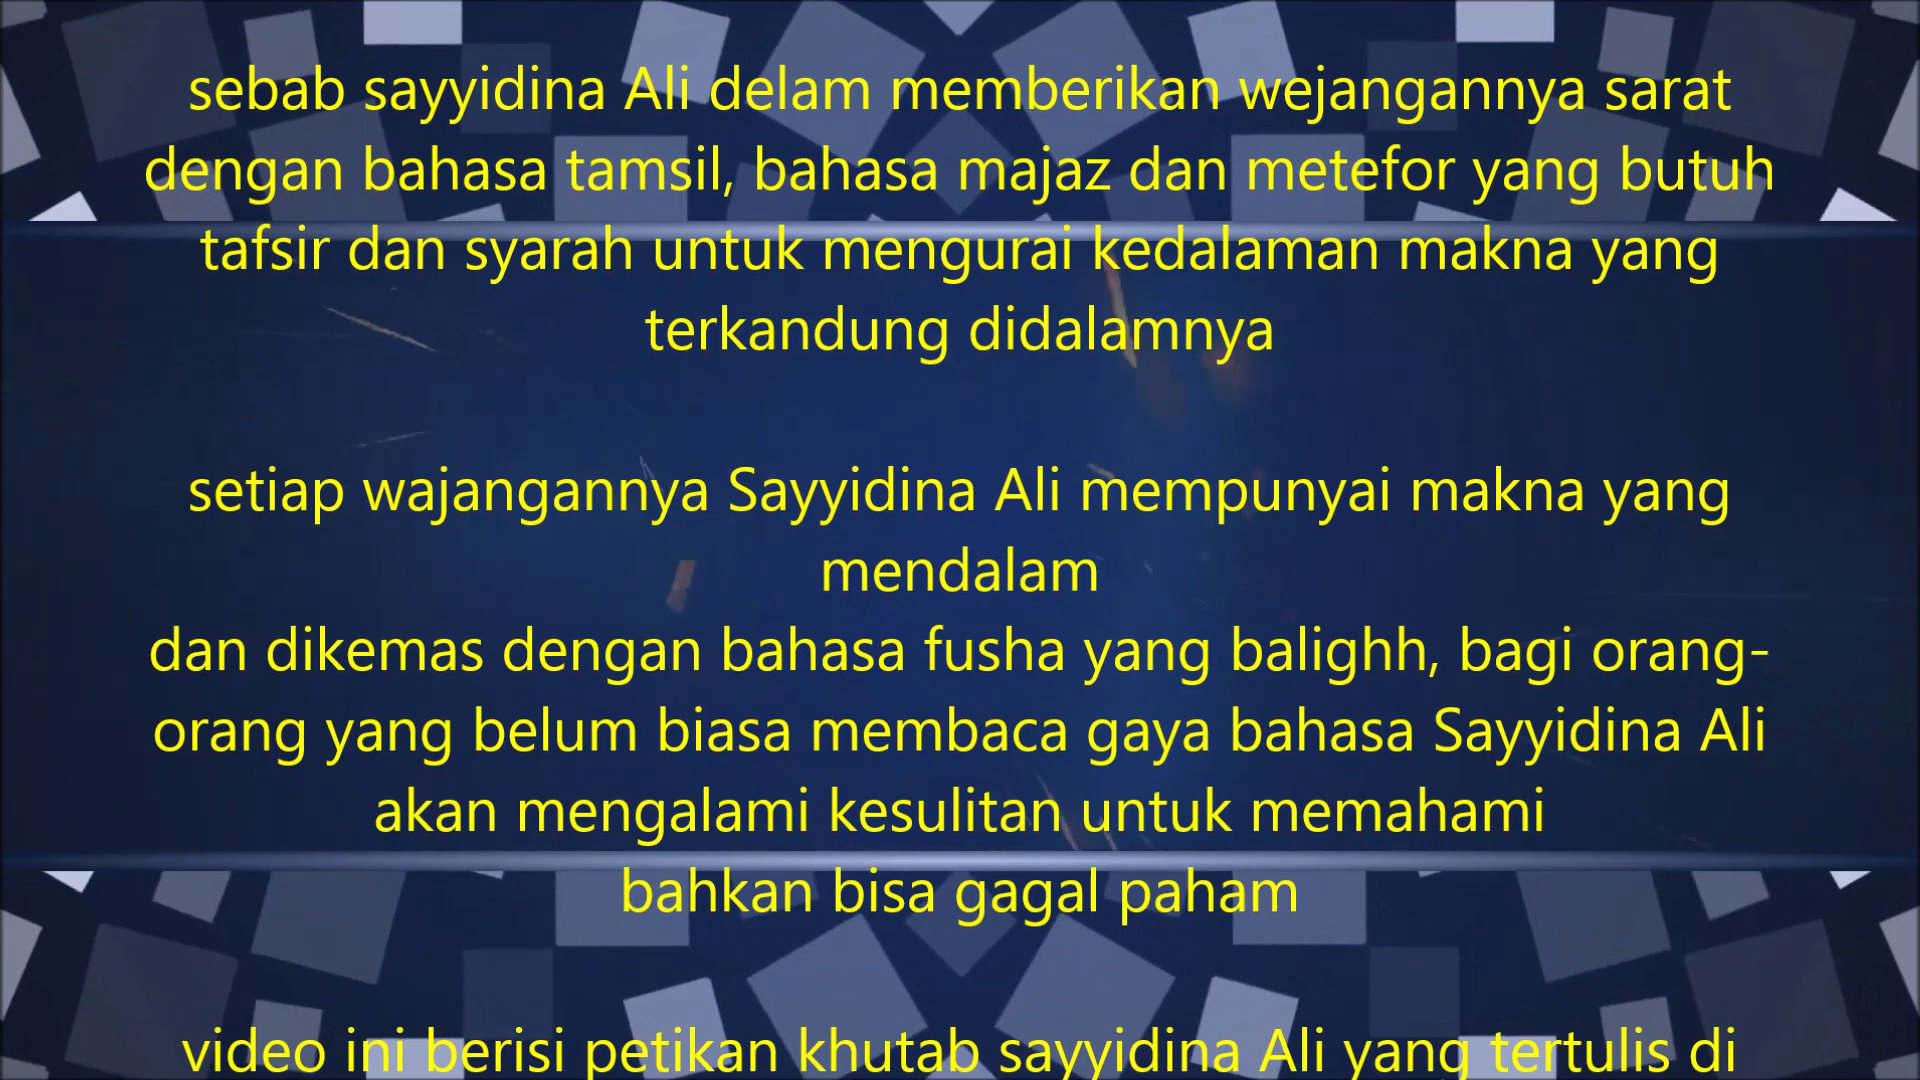 sebab sayyidina Ali delam memberikan wejangannya sarat
dengan bahasa tamsil, bahasa majaz dan metefor yang butuh
tafsir dan syarah untuk mengurai kedalaman makna yang
terkandung didalamnya
setiap wajangannya Sayyidina Ali mempunyai makna yang
mendalam
dan dikemas dengan bahasa fusha yang balighh, bagi orang-
orang yang belum biasa membaca gaya bahasa Sayyidina Ali
akan mengalami kesulitan untuk memahami
bahkan bisa gagal paham
video ini berisi petikan khutab sayyidina Ali yang tertulis di